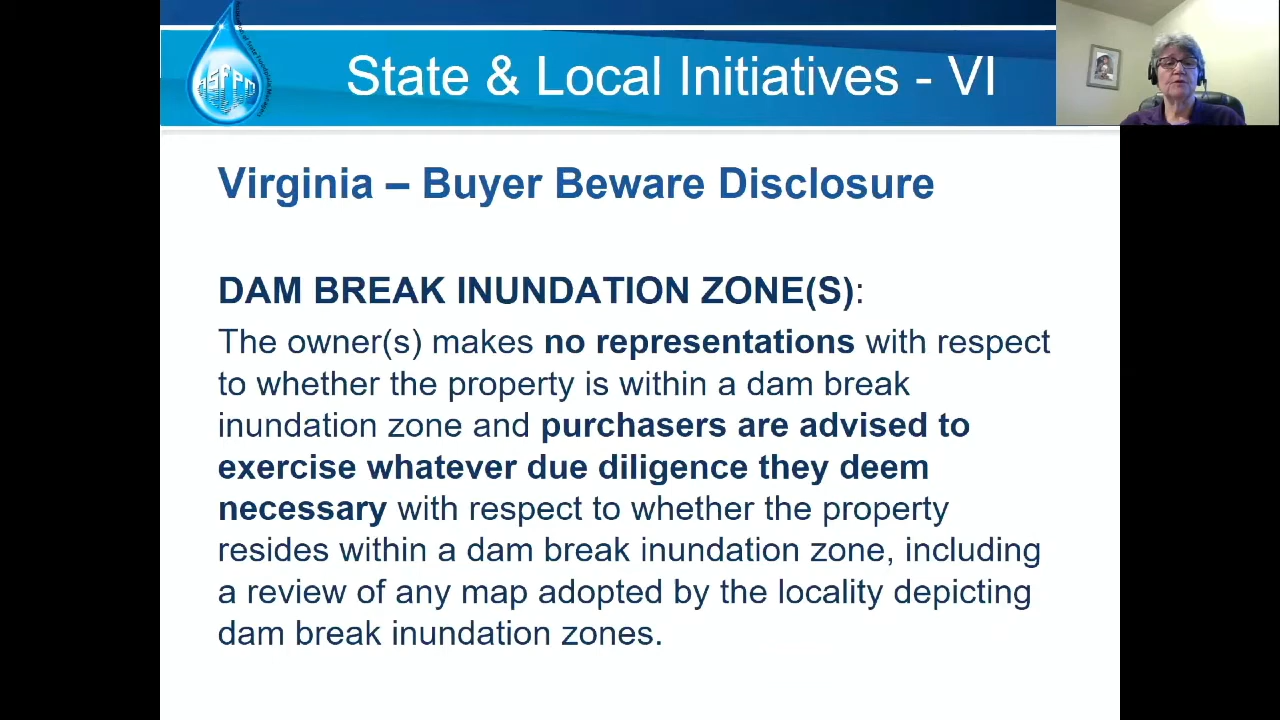 State & Local Initiatives - VI
ASFPM
Virginia – Buyer Beware Disclosure
DAM BREAK INUNDATION ZONE(S):
The owner(s) makes no representations with respect
to whether the property is within a dam break
inundation zone and purchasers are advised to
exercise whatever due diligence they deem
necessary with respect to whether the property
resides within a dam break inundation zone, including
a review of any map adopted by the locality depicting
dam break inundation zones.